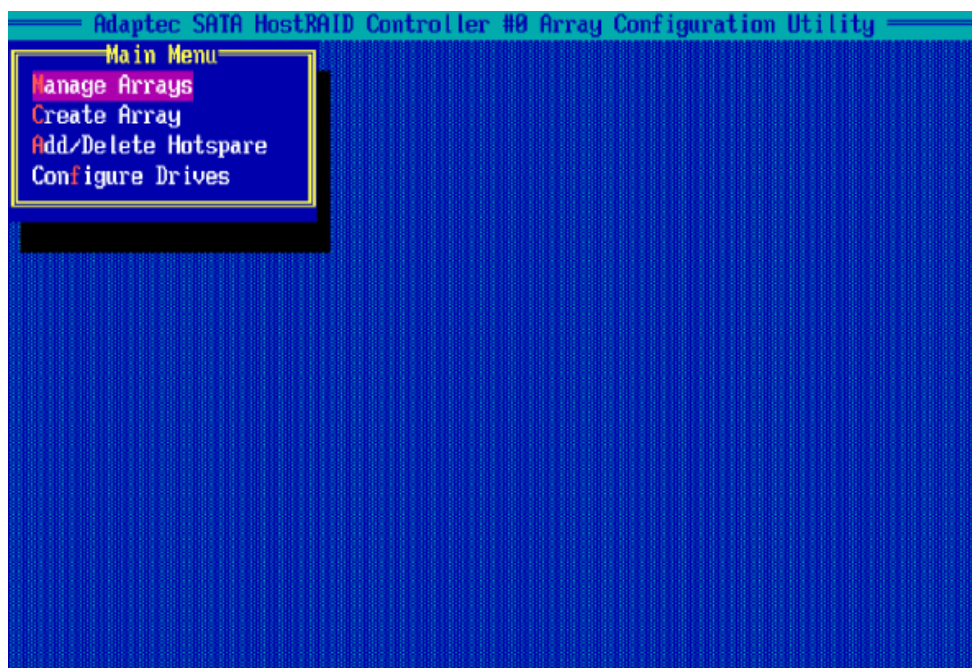 Adaptec SATA HostRAID Controller #0 Array Configuration Utility
Main Menu
Manage Arrays
Create Array
Add/Delete Hotspare
Configure Drives